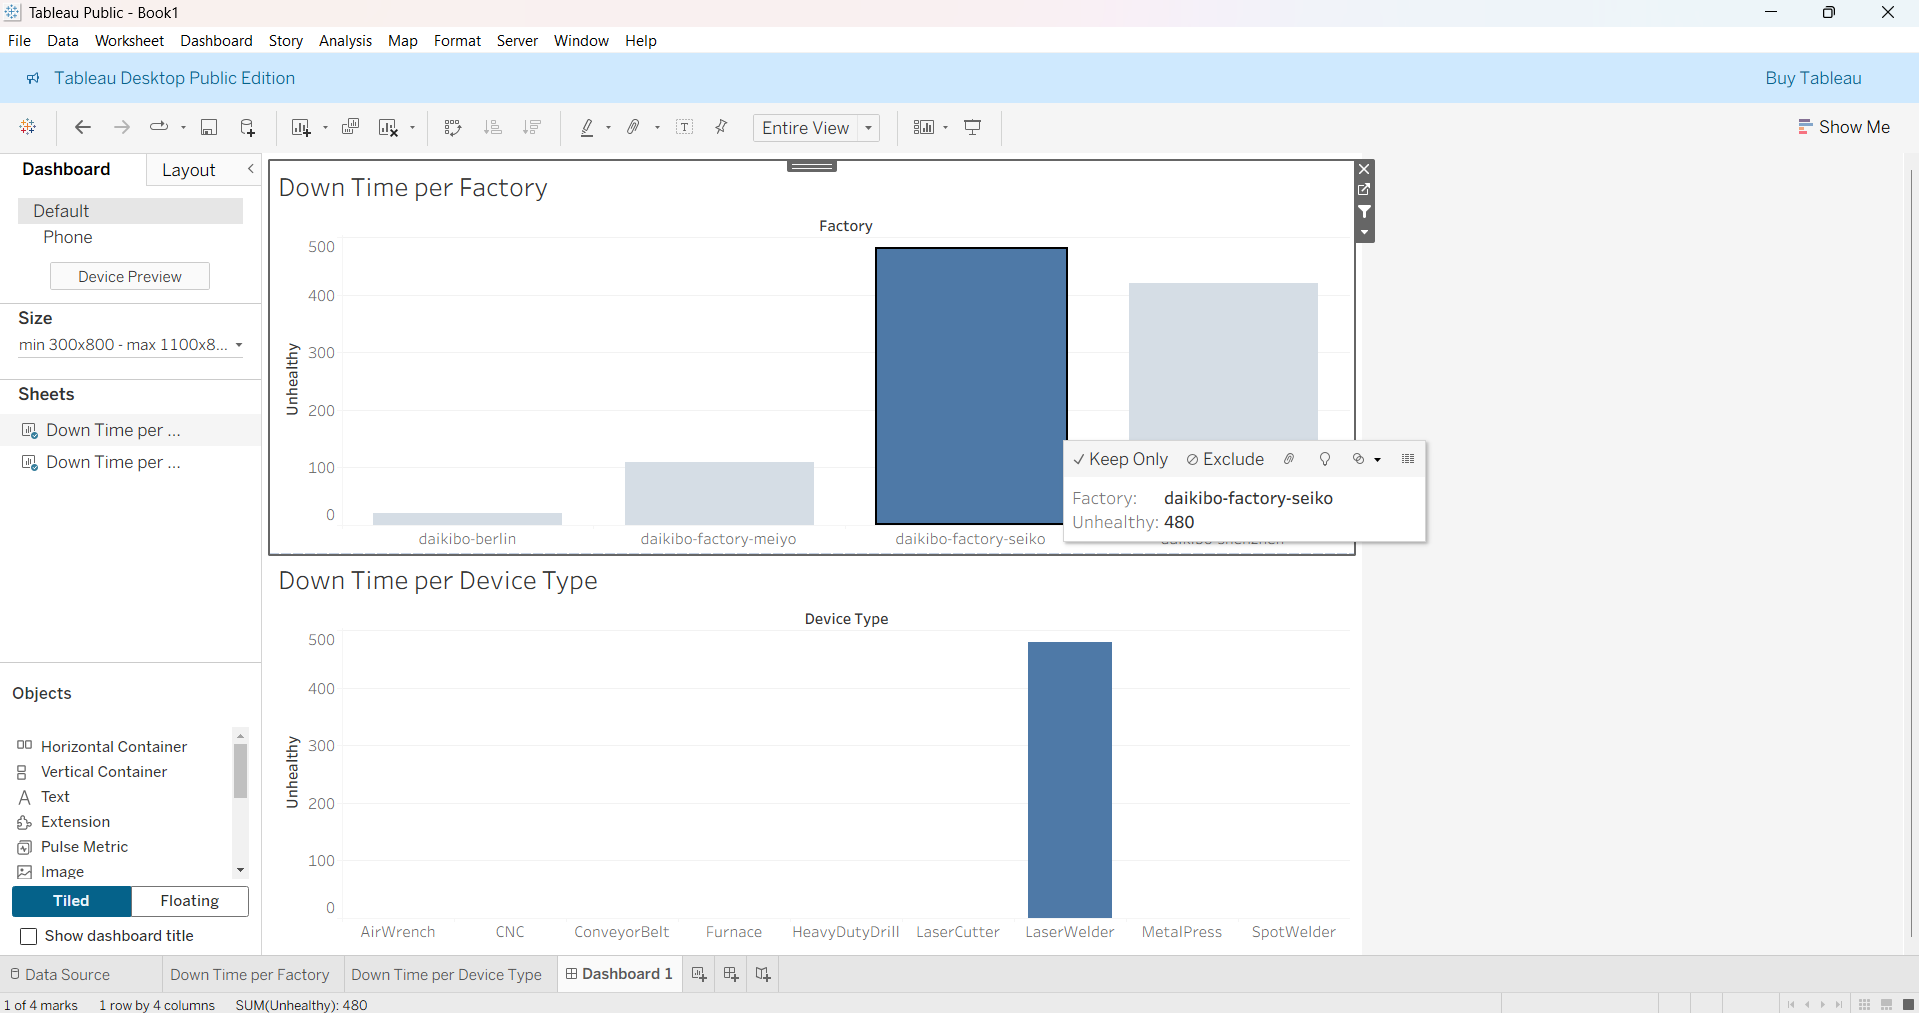 Tableau Public - Book1
File Data Worksheet Dashboard Story Analysis Map Format Server Window Help
Tableau Desktop Public Edition
Buy Tableau
Entire View
Show Me
Dashboard
Layout
Default
Phone
Device Preview
Size
min 300x800 - max 1100x8...
Sheets
Down Time per ...
Down Time per ...
Objects
Horizontal Container
Vertical Container
Text
Extension
Pulse Metric
Image
Tiled
Floating
Show dashboard title
Down Time per Factory
Factory
Unhealthy
500
400
300
200
100
0
daikibo-berlin
daikibo-factory-meiyo
daikibo-factory-seiko
daikibo-shenzhen
Keep Only
Exclude
Factory: daikibo-factory-seiko
Unhealthy: 480
Down Time per Device Type
Device Type
Unhealthy
500
400
300
200
100
0
AirWrench
CNC
ConveyorBelt
Furnace
HeavyDutyDrill
LaserCutter
LaserWelder
MetalPress
SpotWelder
Data Source
Down Time per Factory
Down Time per Device Type
Dashboard 1
1 of 4 marks
1 row by 4 columns
SUM(Unhealthy): 480